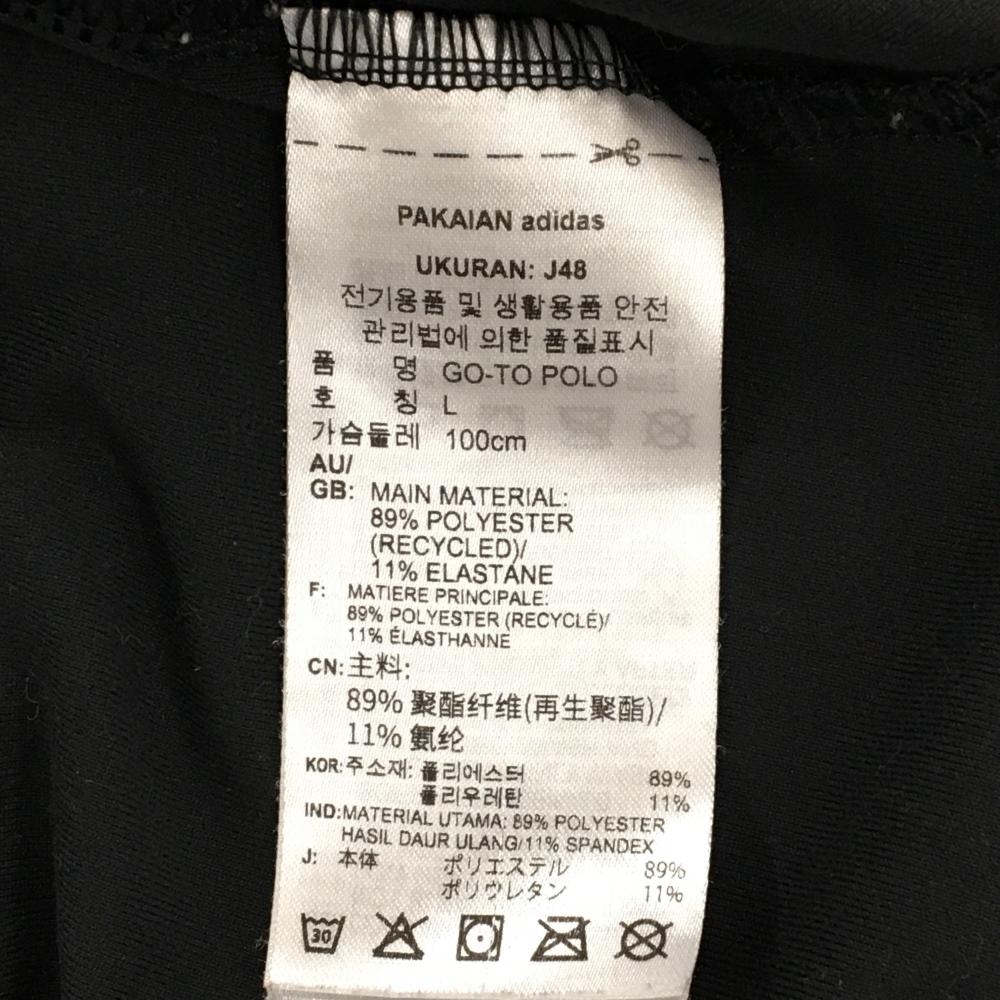 PAKAIAN adidas
UKURAN: J48
전기용품 및 생활용품 안전
관리법에 의한 품질표시
품 명 GO-TO POLO
호 칭 L
가슴둘레 100cm
AU/
GB: MAIN MATERIAL:
89% POLYESTER
(RECYCLED)/
11% ELASTANE
F: MATIERE PRINCIPALE:
89% POLYESTER (RECYCLÉ)/
11% ÉLASTHANNE
CN: 主料:
89% 聚酯纤维(再生聚酯)/
11% 氨纶
KOR: 주소재: 폴리에스터 89%
폴리우레탄 11%
IND: MATERIAL UTAMA: 89% POLYESTER
HASIL DAUR ULANG/11% SPANDEX
J: 本体 ポリエステル 89%
ポリウレタン 11%
30